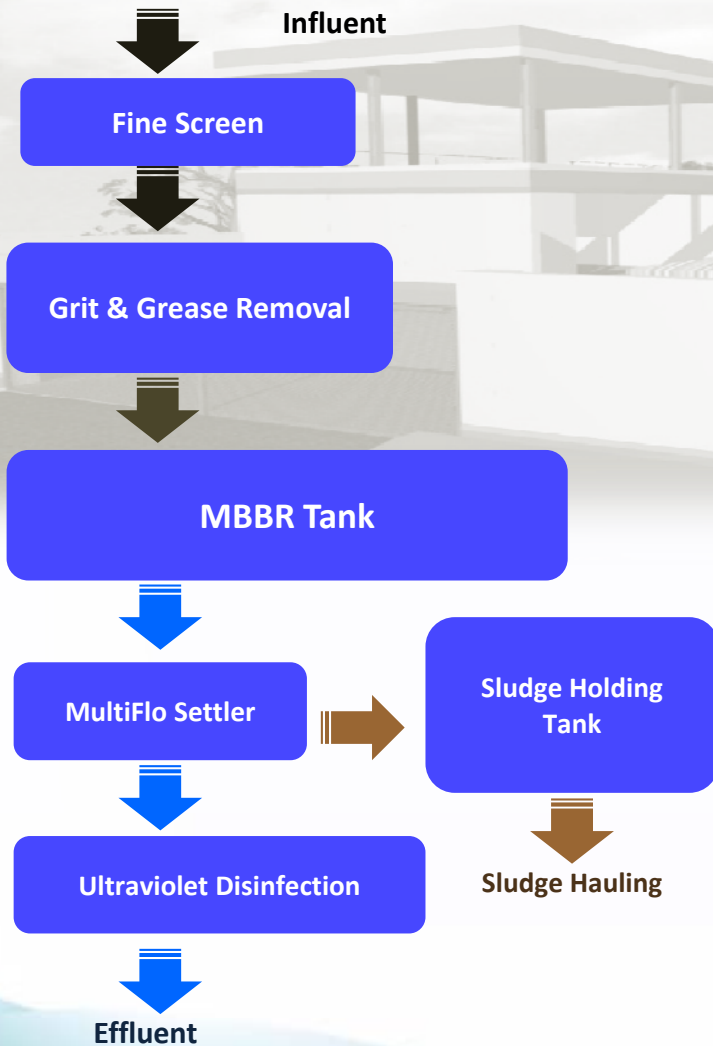 Influent
Fine Screen
Grit & Grease Removal
MBBR Tank
MultiFlo Settler
Sludge Holding
Tank
Ultraviolet Disinfection
Sludge Hauling
Effluent